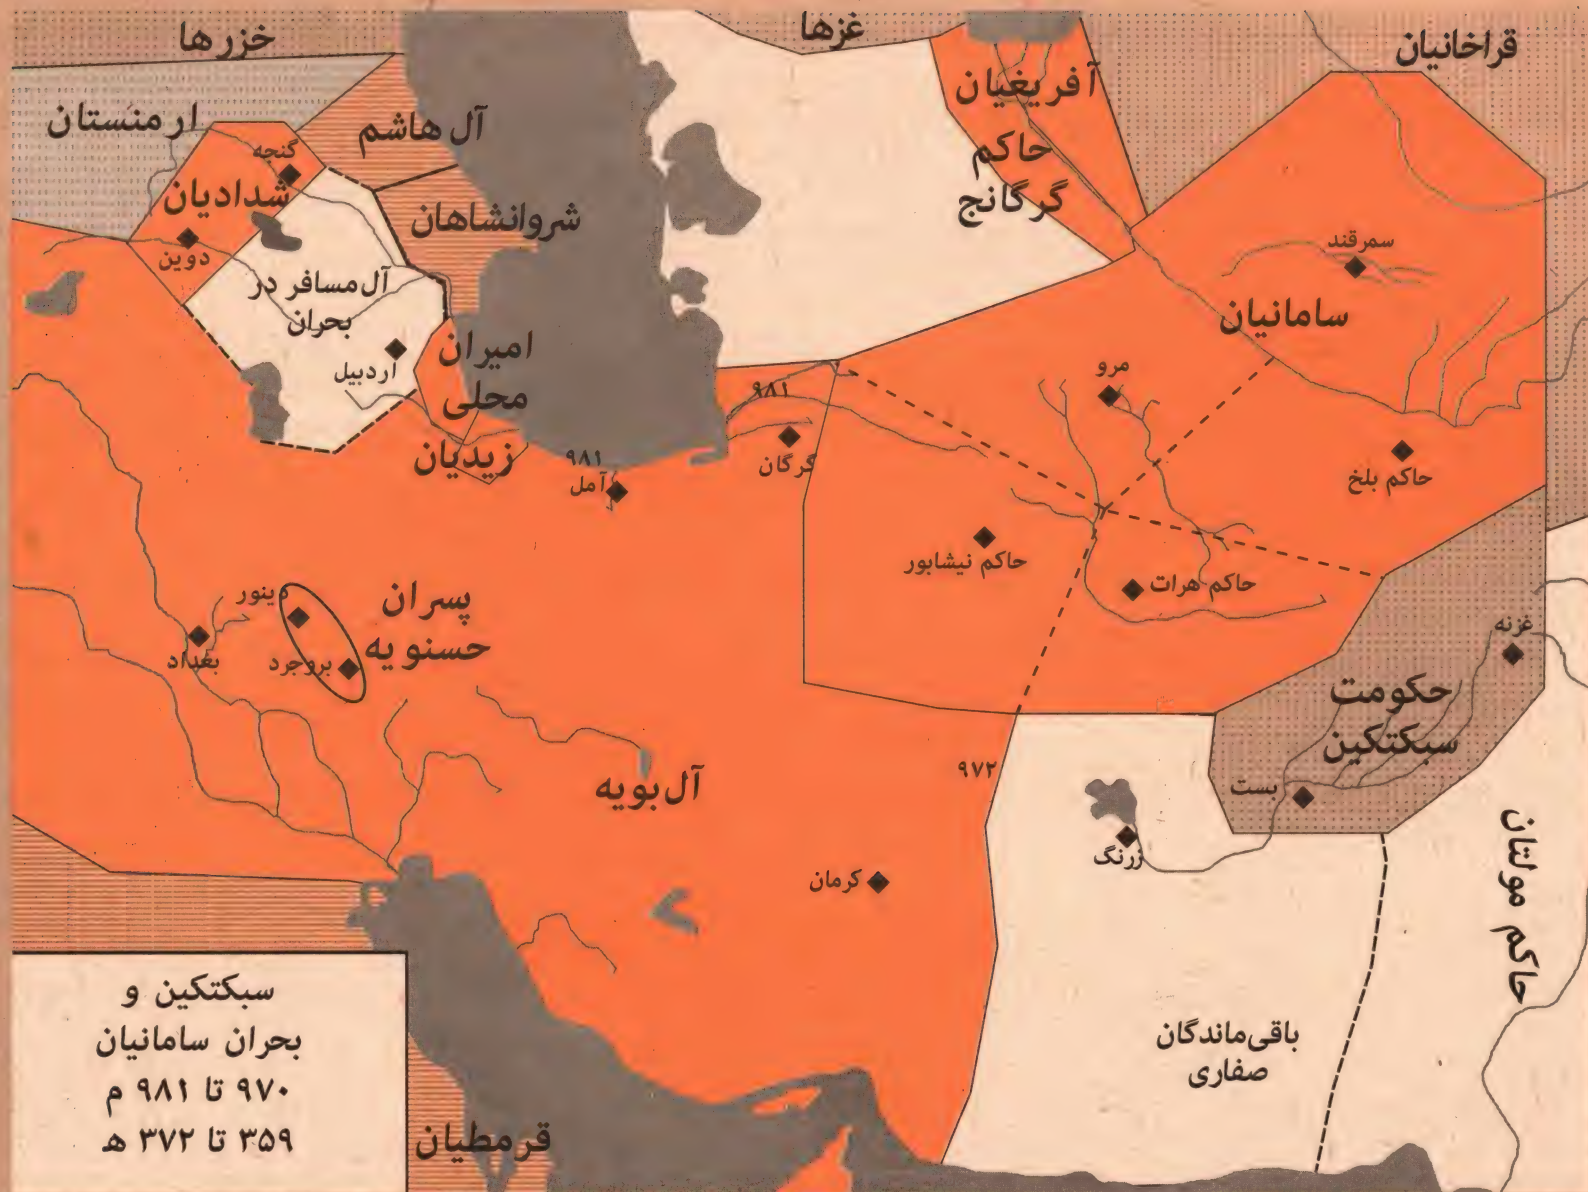 خزرها
غزها
قراخانیان
ارمنستان
آل هاشم
آفریغیان
حاکم
گرگانج
گنجه
شدادیان
دوین
شروانشاهان
سمرقند
سامانیان
آل مسافر در
بحران
اردبیل
امیران
محلی
زیدیان
۹۸۱
آمل
۹۸۱
گرگان
مرو
حاکم بلخ
حاکم نیشابور
حاکم هرات
دینور
بروجرد
بغداد
پسران
حسنویه
غزنه
حکومت
سبکتکین
بست
آل بویه
۹۷۲
زرنگ
کرمان
حاکم مولتان
باقی‌ماندگان
صفاری
قرمطیان
سبکتکین و
بحران سامانیان
۹۷۰ تا ۹۸۱ م
۳۵۹ تا ۳۷۲ ه